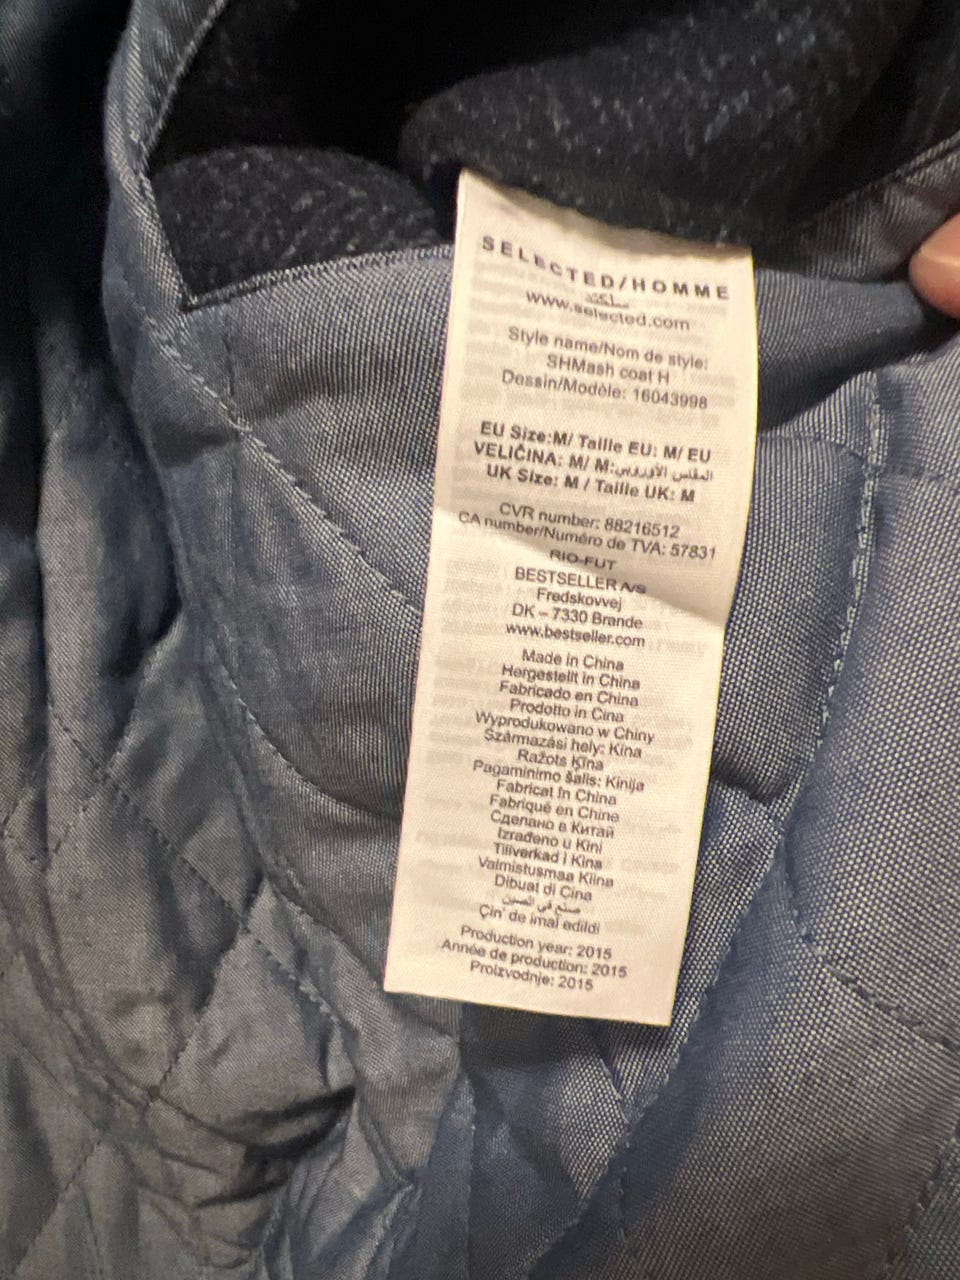 SELECTED/HOMME
سلكتد
www.selected.com
Style name/Nom de style:
SHMash coat H
Dessin/Modèle: 16043998
EU Size:M/ Taille EU: M/ EU
VELIČINA: M/ M:المقاس الأوروبي
UK Size: M / Taille UK: M
CVR number: 88216512
CA number/Numéro de TVA: 57831
RIO-FUT
BESTSELLER A/S
Fredskovvej
DK – 7330 Brande
www.bestseller.com
Made in China
Hergestellt in China
Fabricado en China
Prodotto in Cina
Wyprodukowano w Chiny
Származási hely: Kína
Ražots Ķīna
Pagaminimo šalis: Kinija
Fabricat în China
Fabriqué en Chine
Сделано в Китай
Izrađeno u Kini
Tillverkad i Kina
Valmistusmaa Kiina
Dibuat di Cina
صنع في الصين
Çin' de imal edildi
Production year: 2015
Année de production: 2015
Proizvodnje: 2015